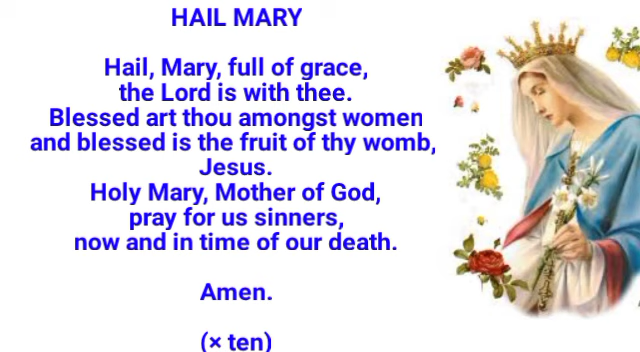 HAIL MARY
Hail, Mary, full of grace,
the Lord is with thee.
Blessed art thou amongst women
and blessed is the fruit of thy womb,
Jesus.
Holy Mary, Mother of God,
pray for us sinners,
now and in time of our death.
Amen.
(× ten)